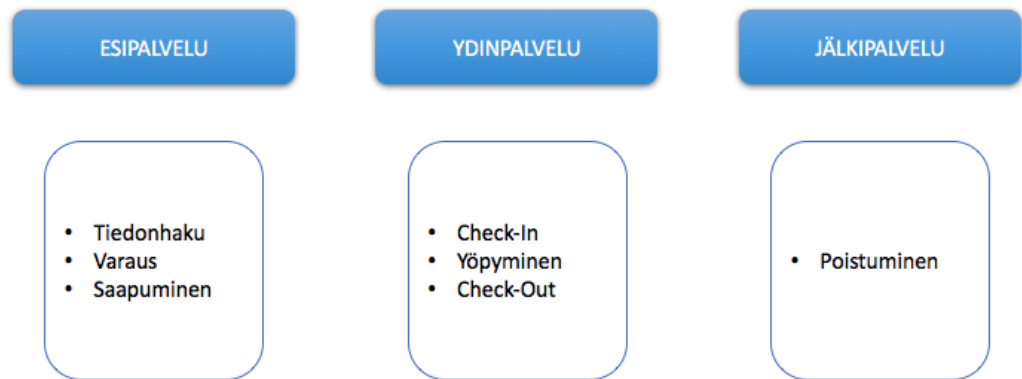 ESIPALVELU
YDINPALVELU
JÄLKIPALVELU
• Tiedonhaku
• Varaus
• Saapuminen
• Check-In
• Yöpyminen
• Check-Out
• Poistuminen